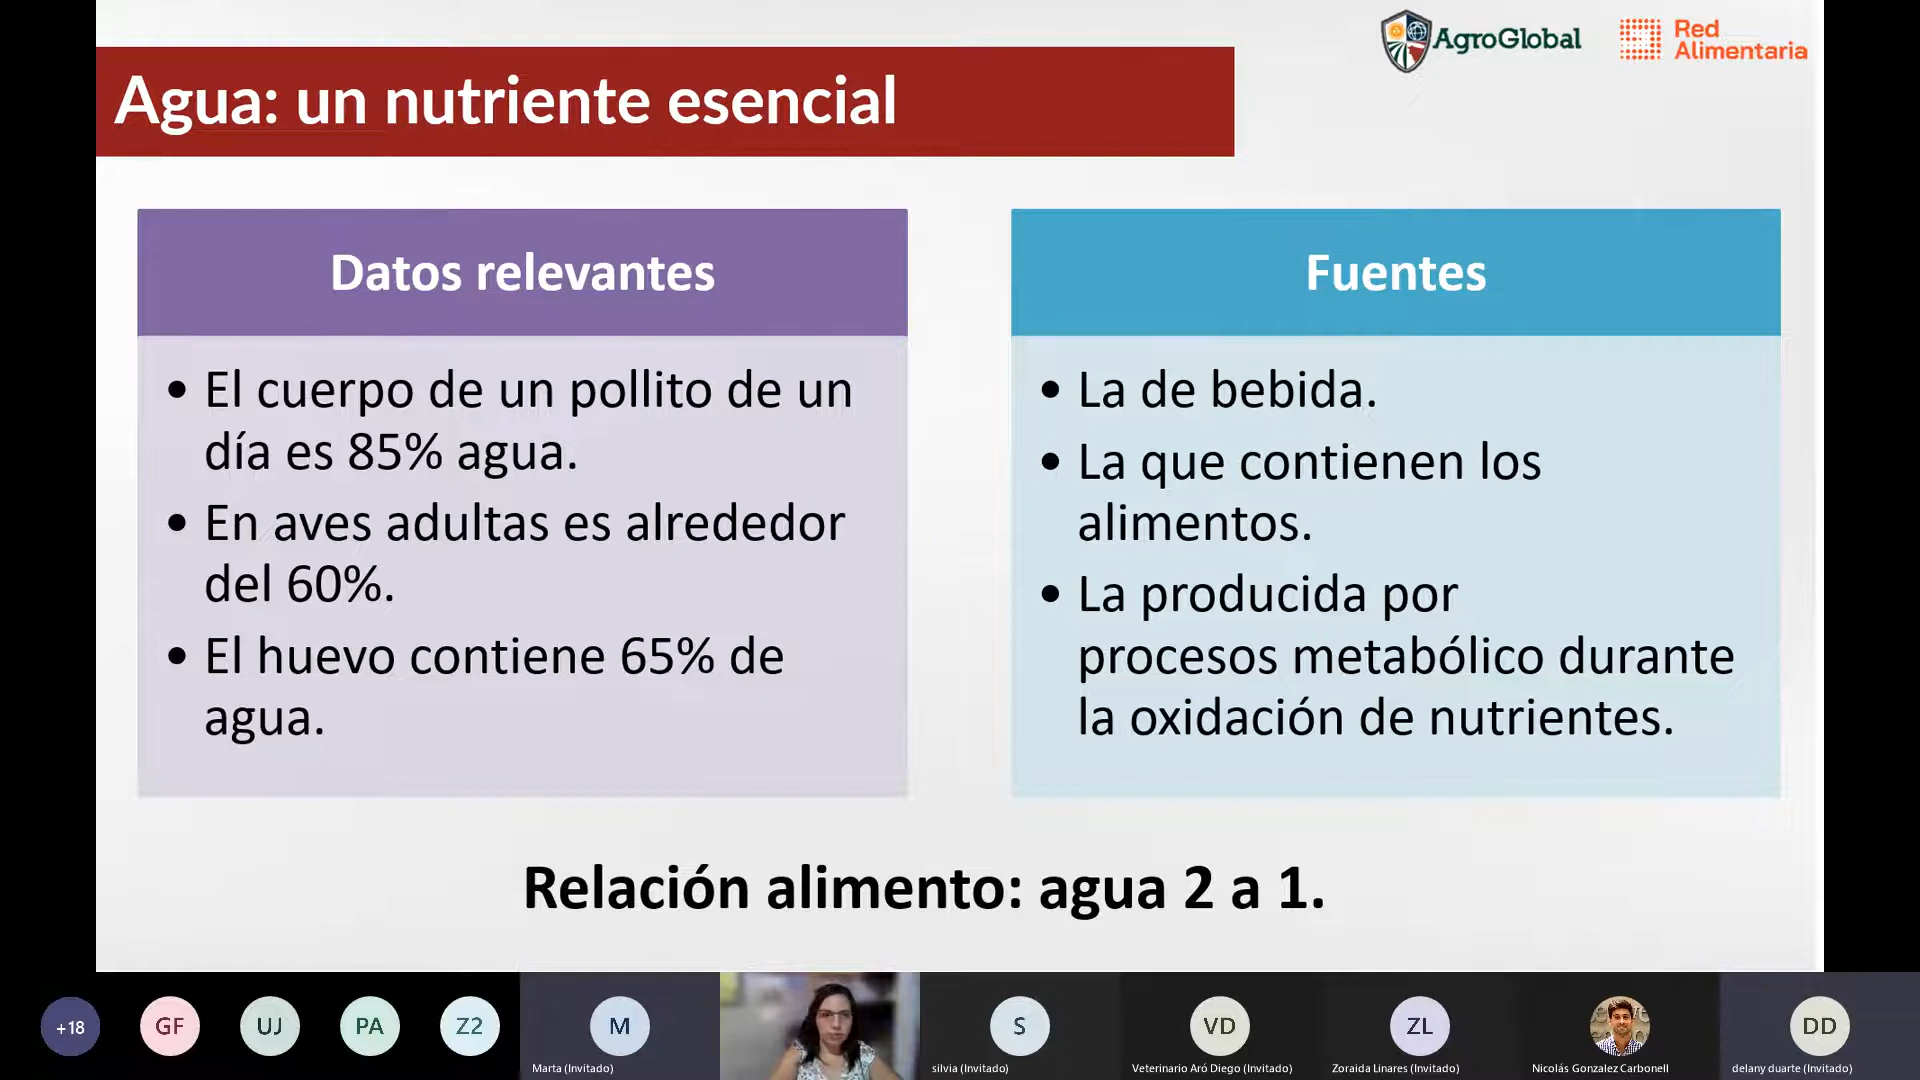 AgroGlobal
Red
Alimentaria
Agua: un nutriente esencial
Datos relevantes
• El cuerpo de un pollito de un
día es 85% agua.
• En aves adultas es alrededor
del 60%.
• El huevo contiene 65% de
agua.
Fuentes
• La de bebida.
• La que contienen los
alimentos.
• La producida por
procesos metabólico durante
la oxidación de nutrientes.
Relación alimento: agua 2 a 1.
+18
GF
UJ
PA
Z2
M
Marta (Invitado)
S
silvia (Invitado)
VD
Veterinario Aró Diego (Invitado)
ZL
Zoraida Linares (Invitado)
Nicolás Gonzalez Carbonell
DD
delany duarte (Invitado)